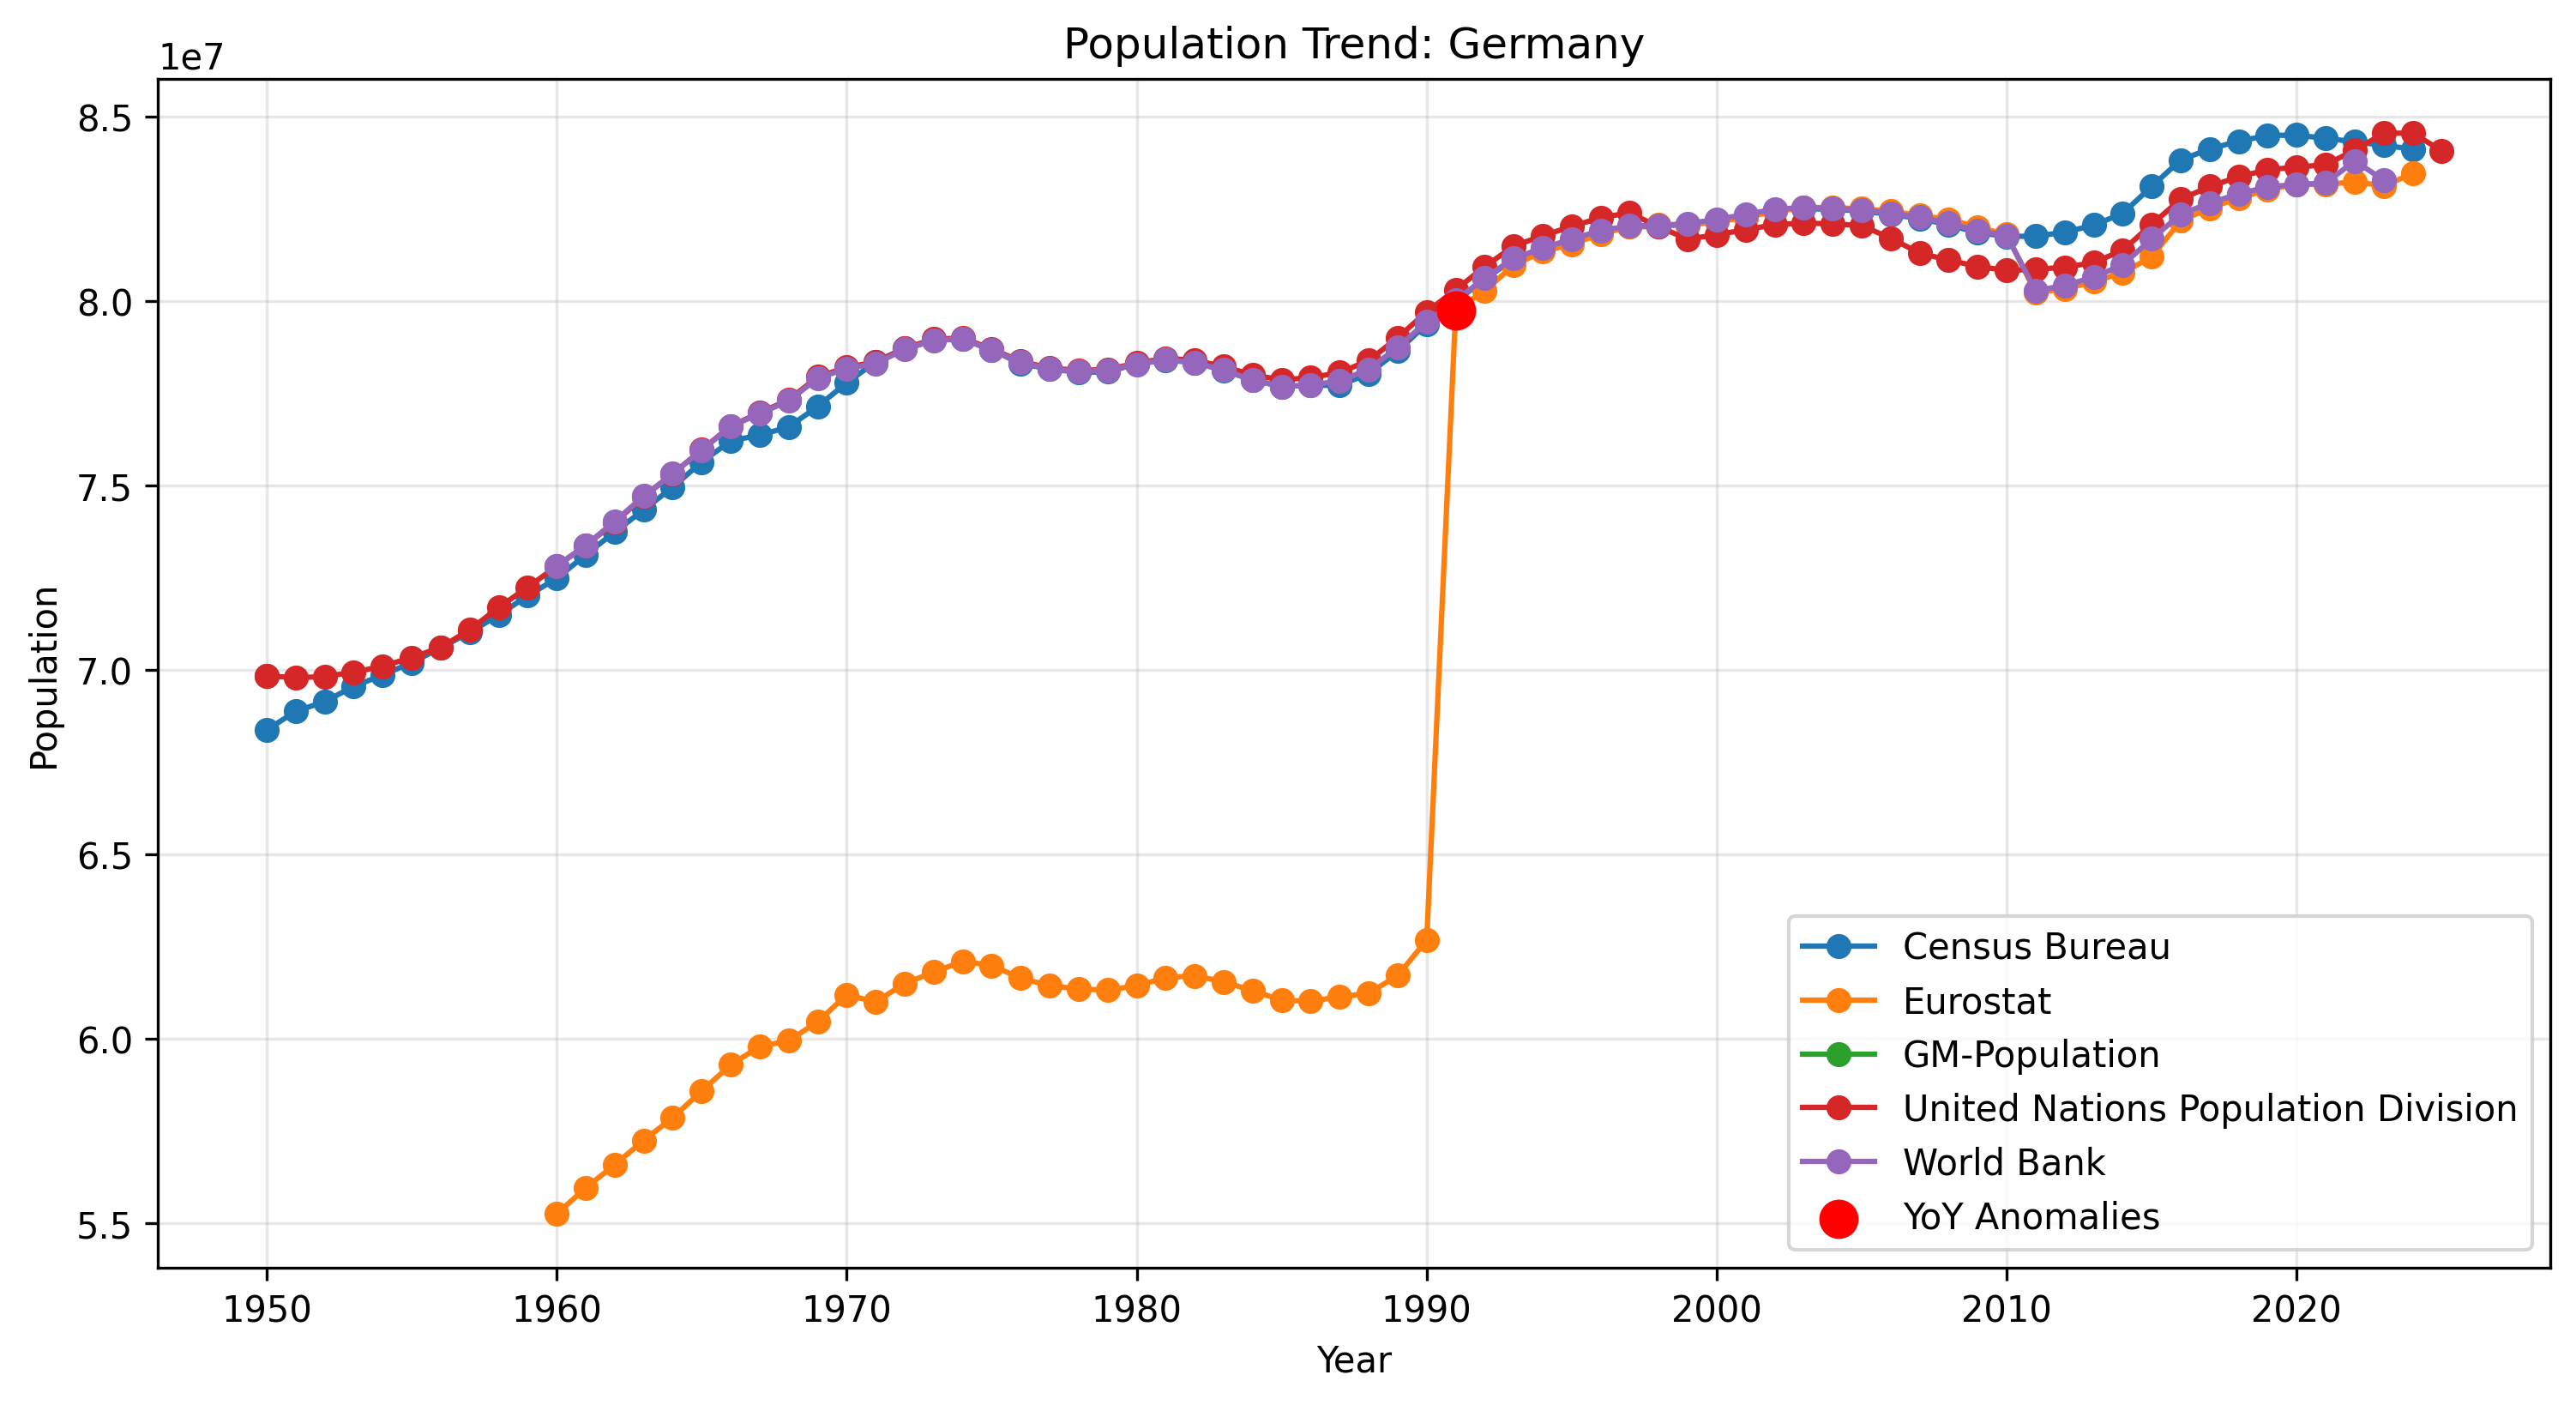 Population Trend: Germany
1e7
8.5
8.0
7.5
7.0
6.5
6.0
5.5
Population
1950 1960 1970 1980 1990 2000 2010 2020
Year
Census Bureau
Eurostat
GM-Population
United Nations Population Division
World Bank
YoY Anomalies